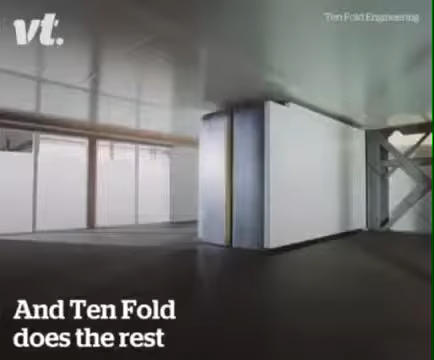 vt.
Ten Fold Engineering
And Ten Fold
does the rest